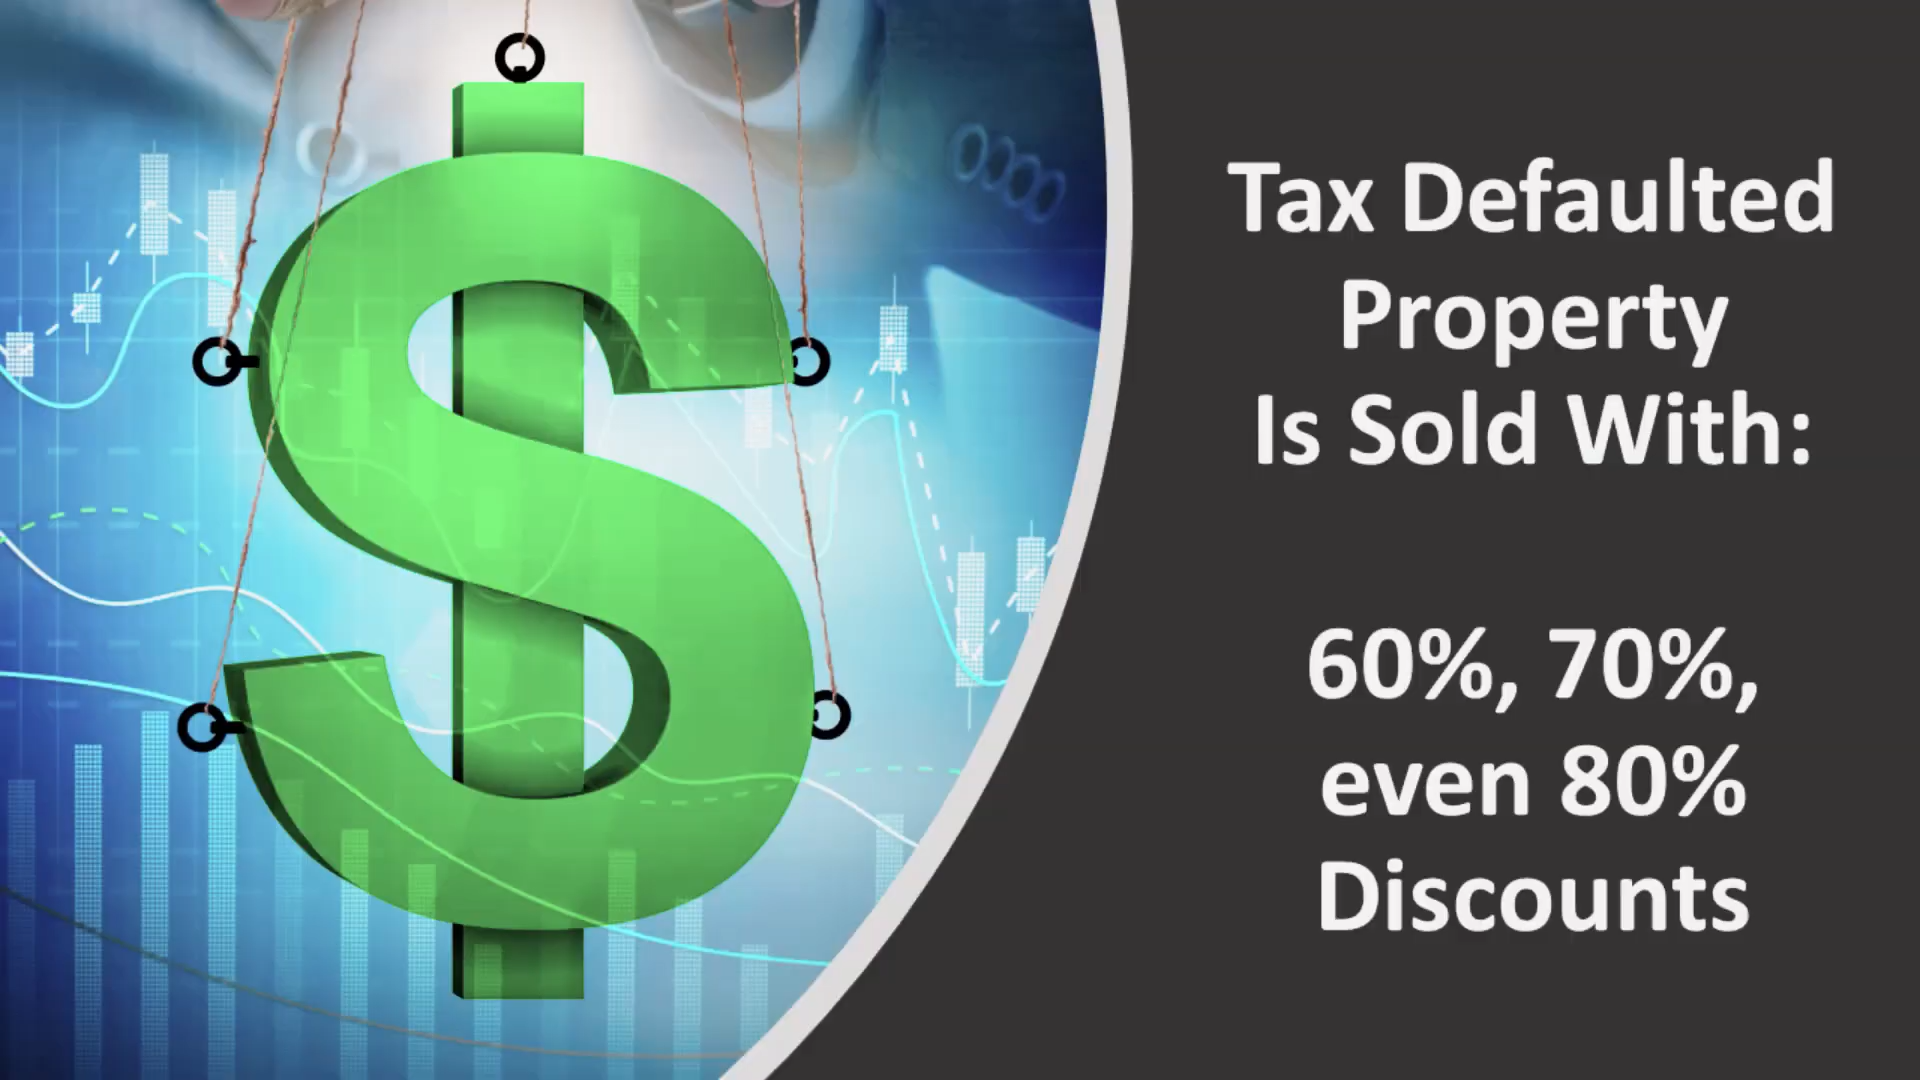 Tax Defaulted
Property
Is Sold With:
60%, 70%,
even 80%
Discounts